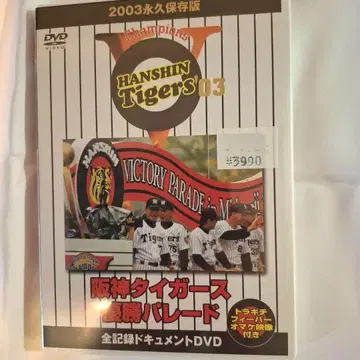 2003永久保存版
DVD
VIDEO
Champions
HANSHIN
Tigers '03
¥3990
HANSHIN
VICTORY PARADE in Midosuji
Tigers
阪神タイガース
優勝パレード
トラキチ
フィーバー
オマケ映像
付き
全記録ドキュメントDVD